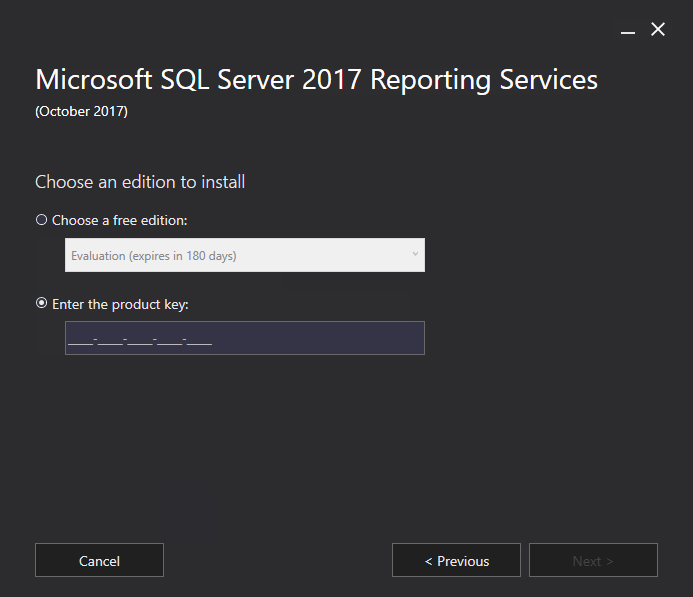 Microsoft SQL Server 2017 Reporting Services
(October 2017)
Choose an edition to install
Choose a free edition:
Evaluation (expires in 180 days)
Enter the product key:
_____-_____-_____-_____-_____
Cancel
< Previous
Next >